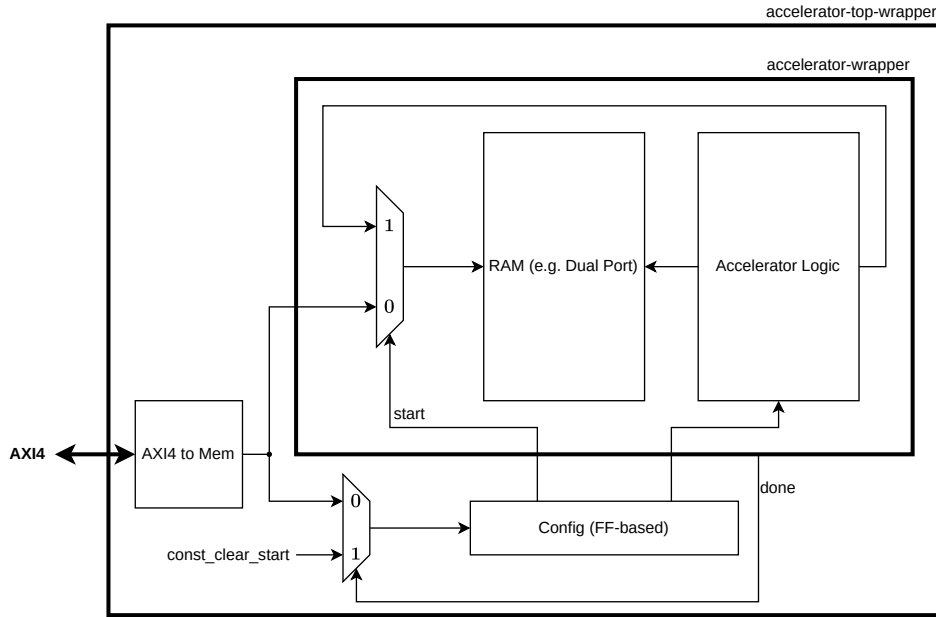 accelerator-top-wrapper
accelerator-wrapper
1
RAM (e.g. Dual Port)
Accelerator Logic
0
start
AXI4
AXI4 to Mem
done
0
Config (FF-based)
const_clear_start
1